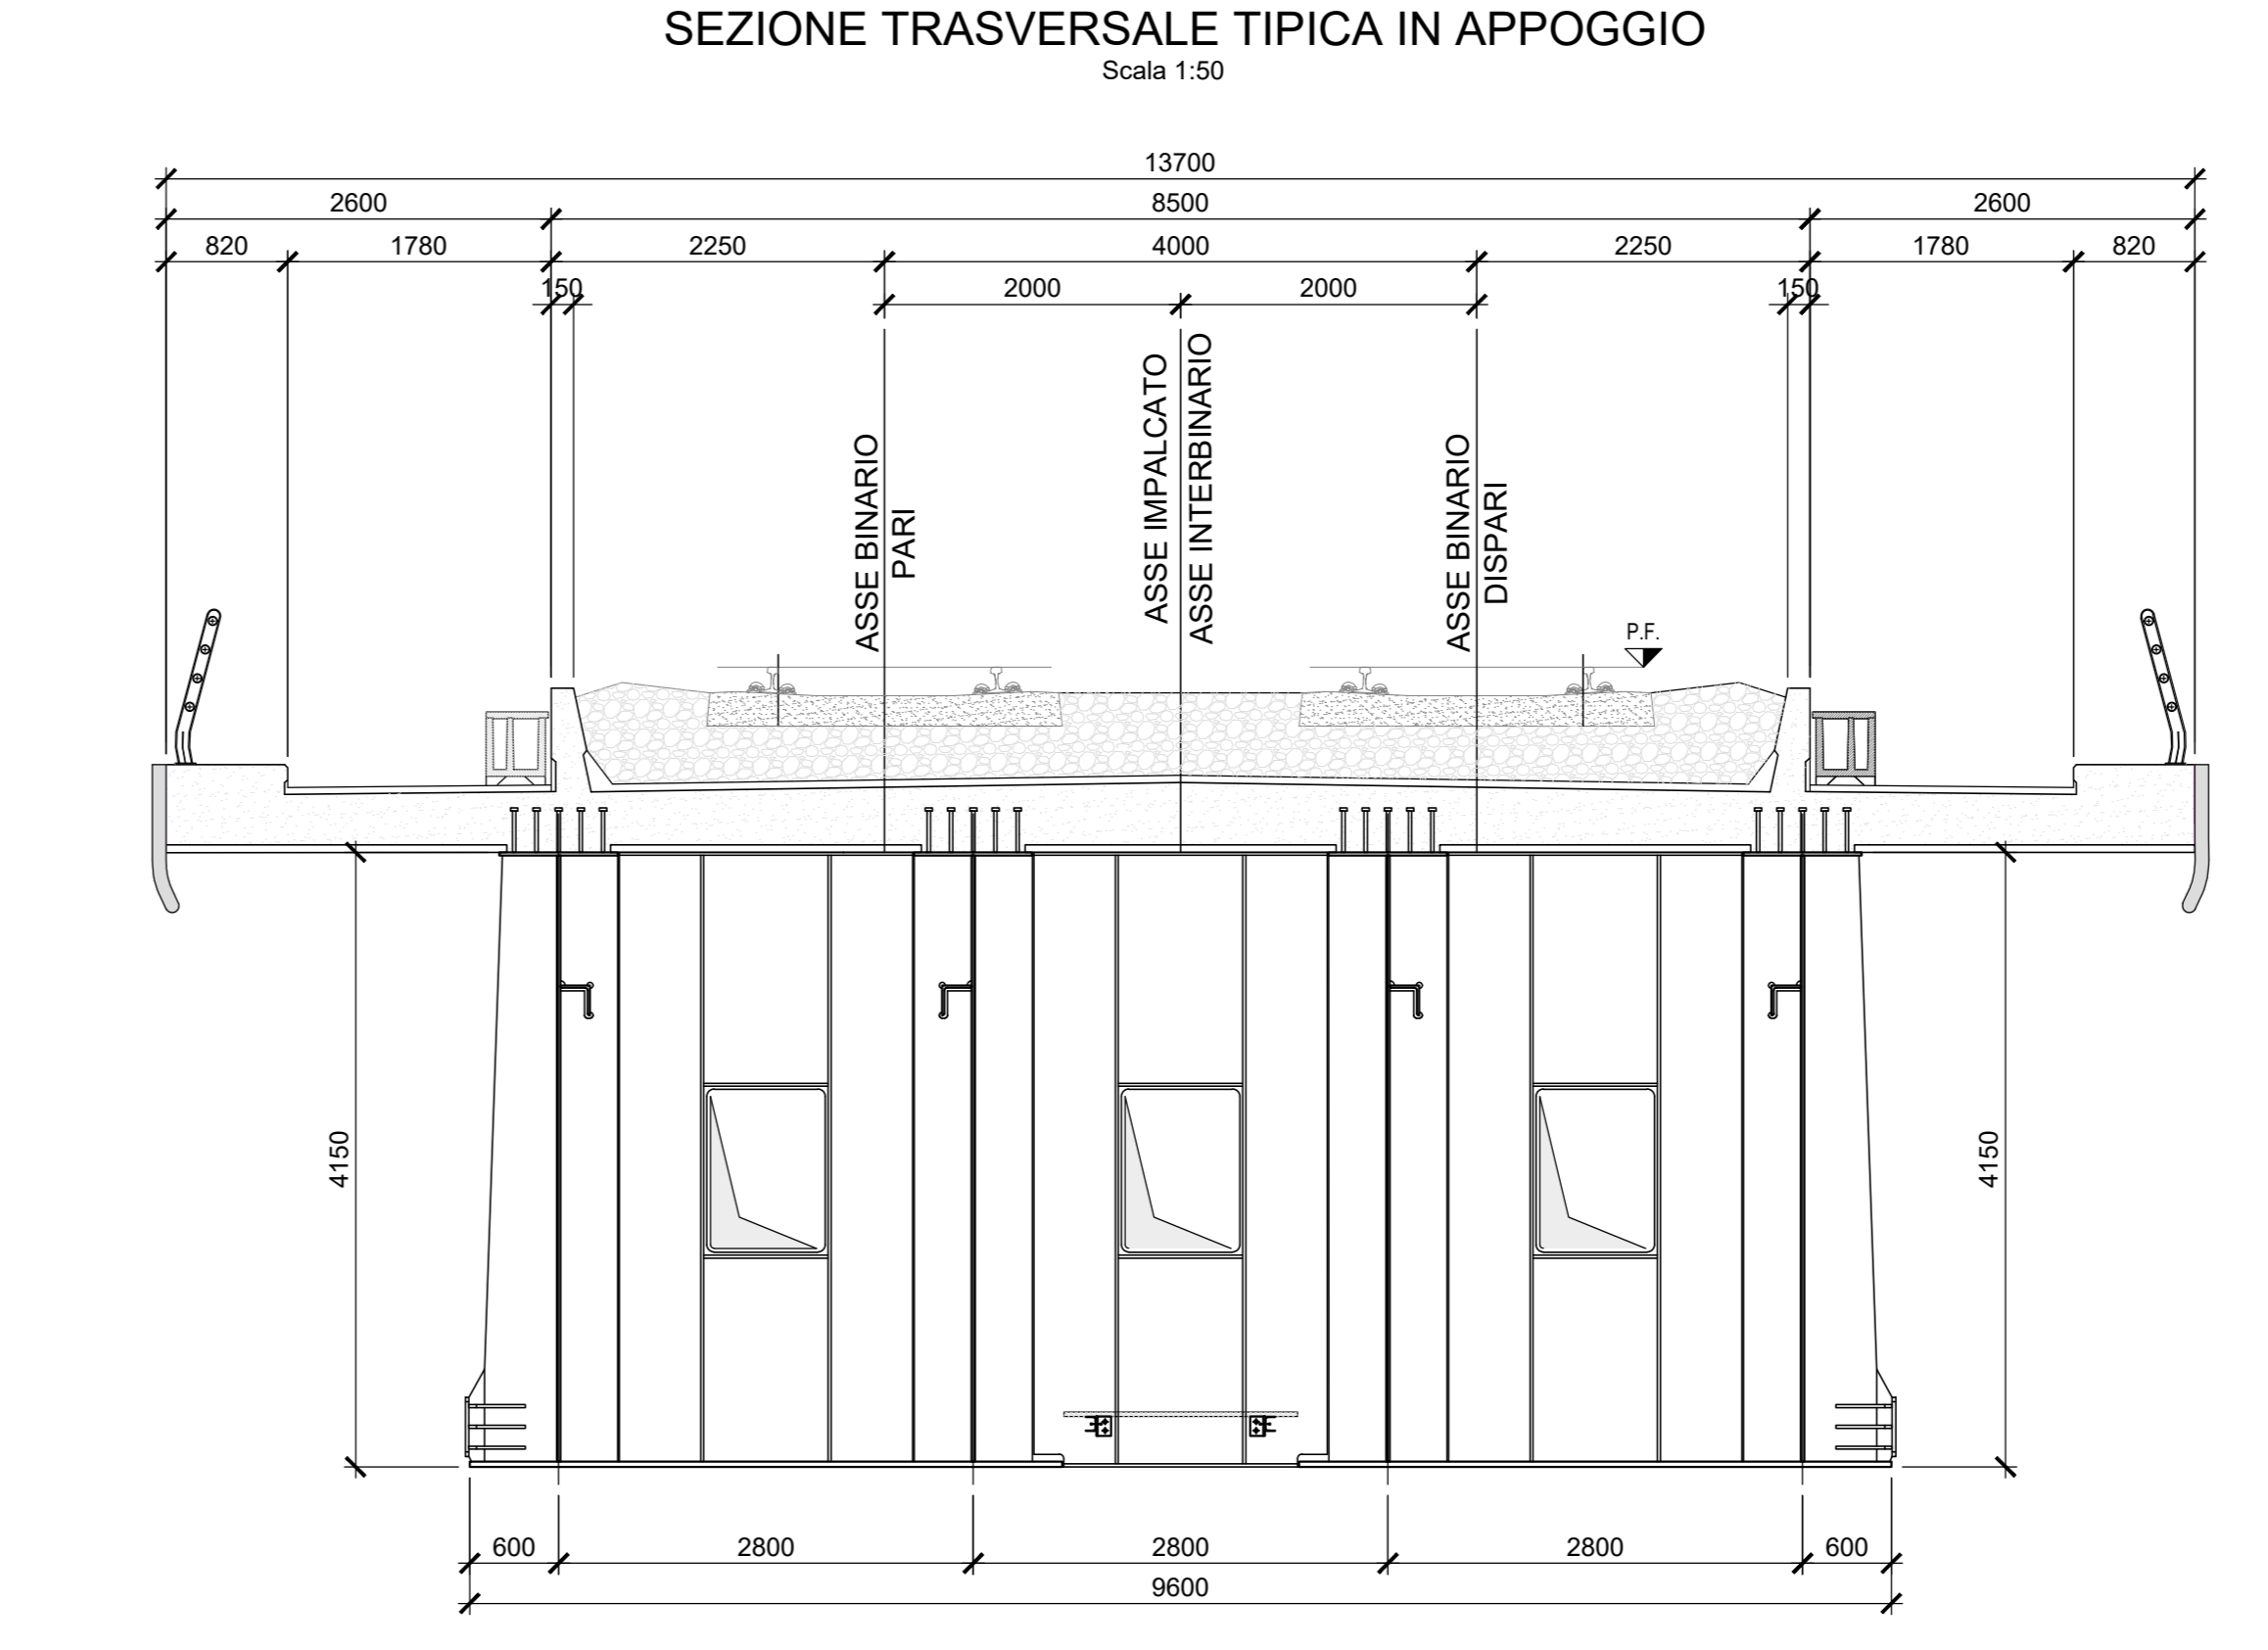 SEZIONE TRASVERSALE TIPICA IN APPOGGIO
Scala 1:50
13700
2600 8500 2600
820 1780 2250 4000 2250 1780 820
150 2000 2000 150
ASSE BINARIO
PARI
ASSE IMPALCATO
ASSE INTERBINARIO
ASSE BINARIO
DISPARI
P.F.
4150
4150
600 2800 2800 2800 600
9600